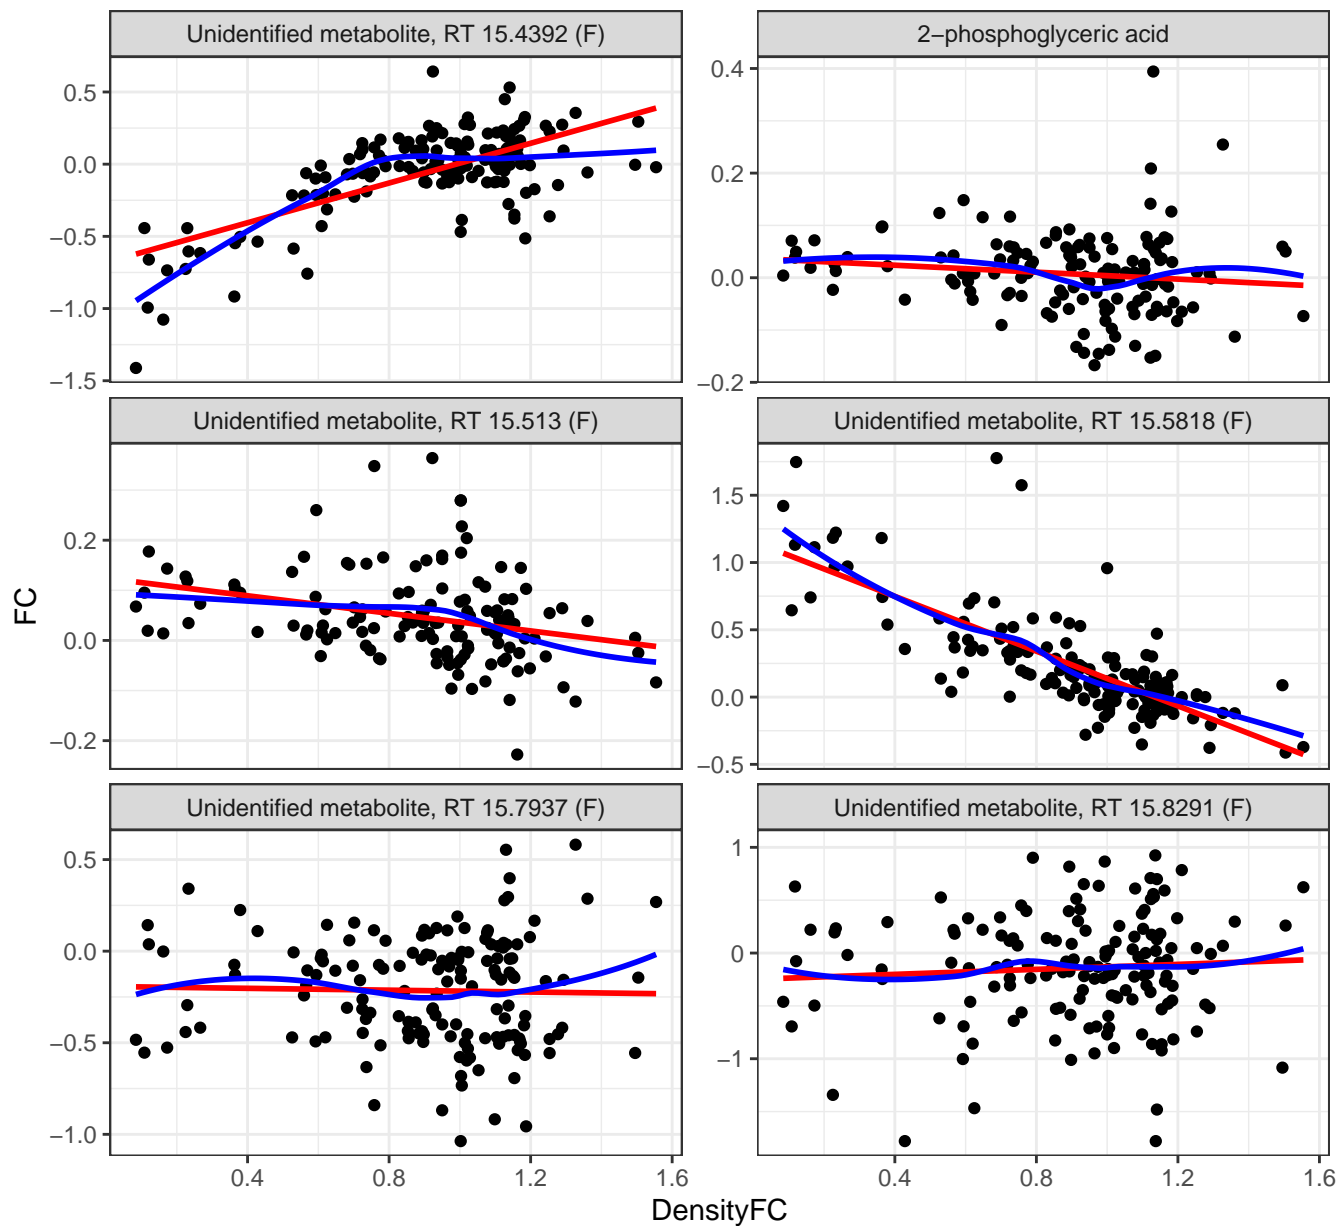 Unidentified metabolite, RT 15.4392 (F)
2−phosphoglyceric acid
0.5
0.0
−0.5
−1.0
−1.5
0.4
0.2
0.0
−0.2
Unidentified metabolite, RT 15.513 (F)
Unidentified metabolite, RT 15.5818 (F)
0.2
0.0
−0.2
1.5
1.0
0.5
0.0
−0.5
FC
Unidentified metabolite, RT 15.7937 (F)
Unidentified metabolite, RT 15.8291 (F)
0.5
0.0
−0.5
−1.0
1
0
−1
0.4 0.8 1.2 1.6
0.4 0.8 1.2 1.6
DensityFC